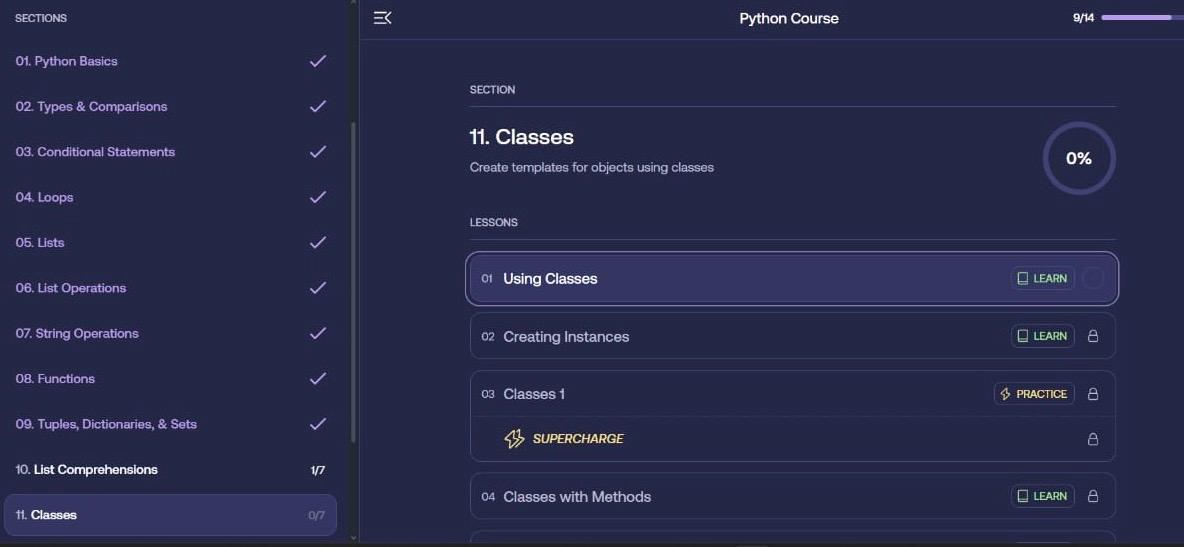 SECTIONS
01. Python Basics
02. Types & Comparisons
03. Conditional Statements
04. Loops
05. Lists
06. List Operations
07. String Operations
08. Functions
09. Tuples, Dictionaries, & Sets
10. List Comprehensions 1/7
11. Classes 0/7
Python Course 9/14
SECTION
11. Classes
Create templates for objects using classes
0%
LESSONS
01 Using Classes LEARN
02 Creating Instances LEARN
03 Classes 1 PRACTICE
SUPERCHARGE
04 Classes with Methods LEARN